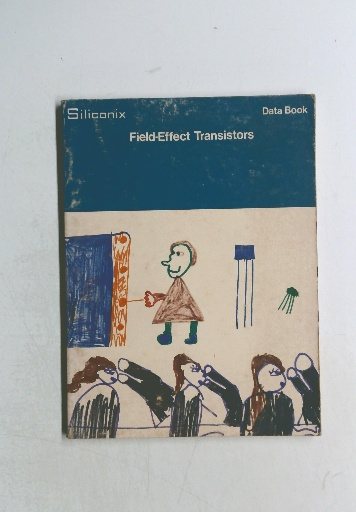 Siliconix
Data Book
Field-Effect Transistors